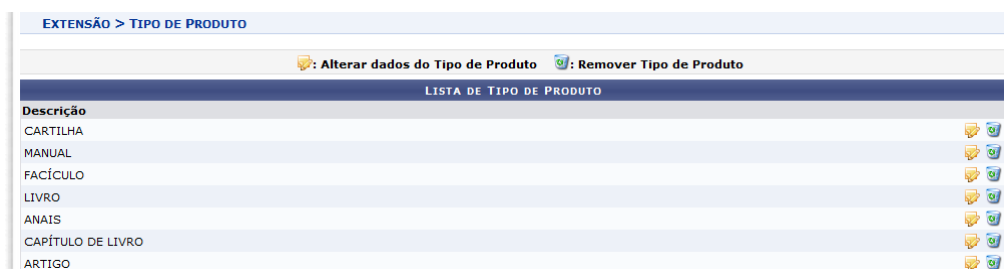 EXTENSÃO > TIPO DE PRODUTO
: Alterar dados do Tipo de Produto : Remover Tipo de Produto
LISTA DE TIPO DE PRODUTO
Descrição
CARTILHA
MANUAL
FACÍCULO
LIVRO
ANAIS
CAPÍTULO DE LIVRO
ARTIGO